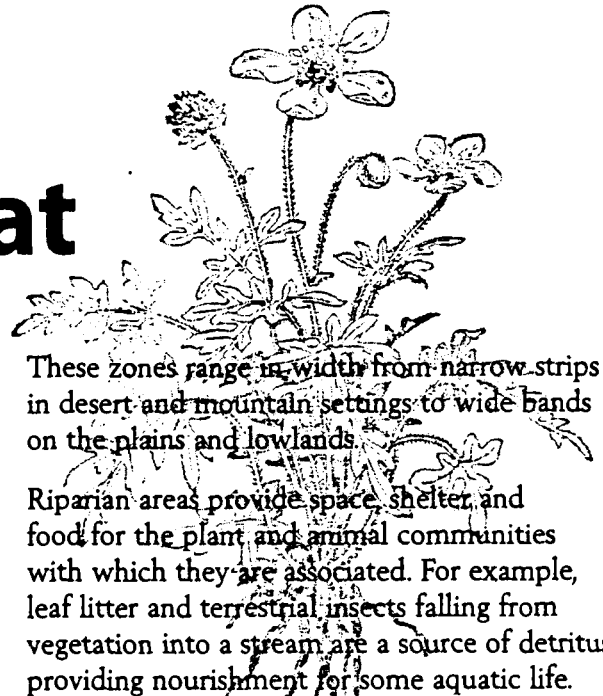 at
These zones range in width from narrow strips
in desert and mountain settings to wide bands
on the plains and lowlands.
Riparian areas provide space, shelter, and
food for the plant and animal communities
with which they are associated. For example,
leaf litter and terrestrial insects falling from
vegetation into a stream are a source of detritus
providing nourishment for some aquatic life.